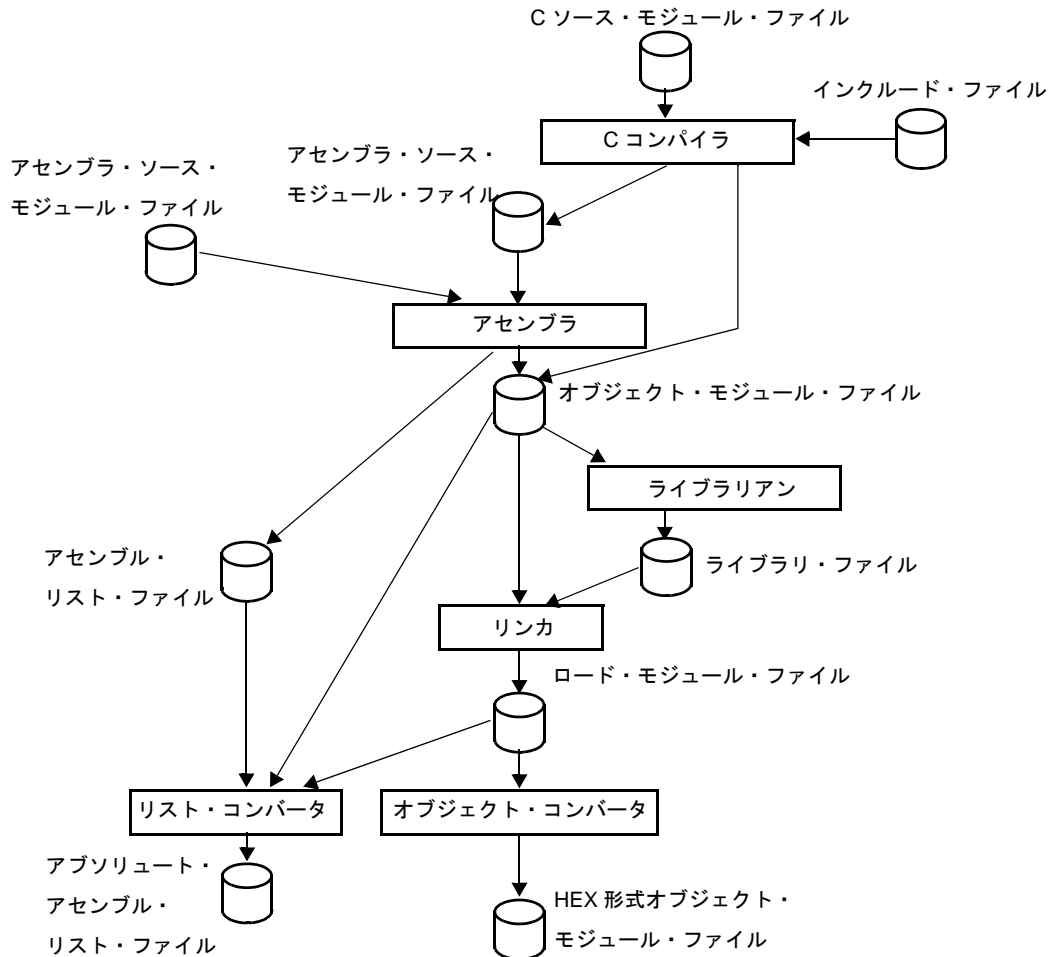 C ソース・モジュール・ファイル
インクルード・ファイル
C コンパイラ
アセンブラ・ソース・
モジュール・ファイル
アセンブラ・ソース・
モジュール・ファイル
アセンブラ
オブジェクト・モジュール・ファイル
ライブラリアン
アセンブル・
リスト・ファイル
ライブラリ・ファイル
リンカ
ロード・モジュール・ファイル
リスト・コンバータ
オブジェクト・コンバータ
アブソリュート・
アセンブル・
リスト・ファイル
HEX 形式オブジェクト・
モジュール・ファイル